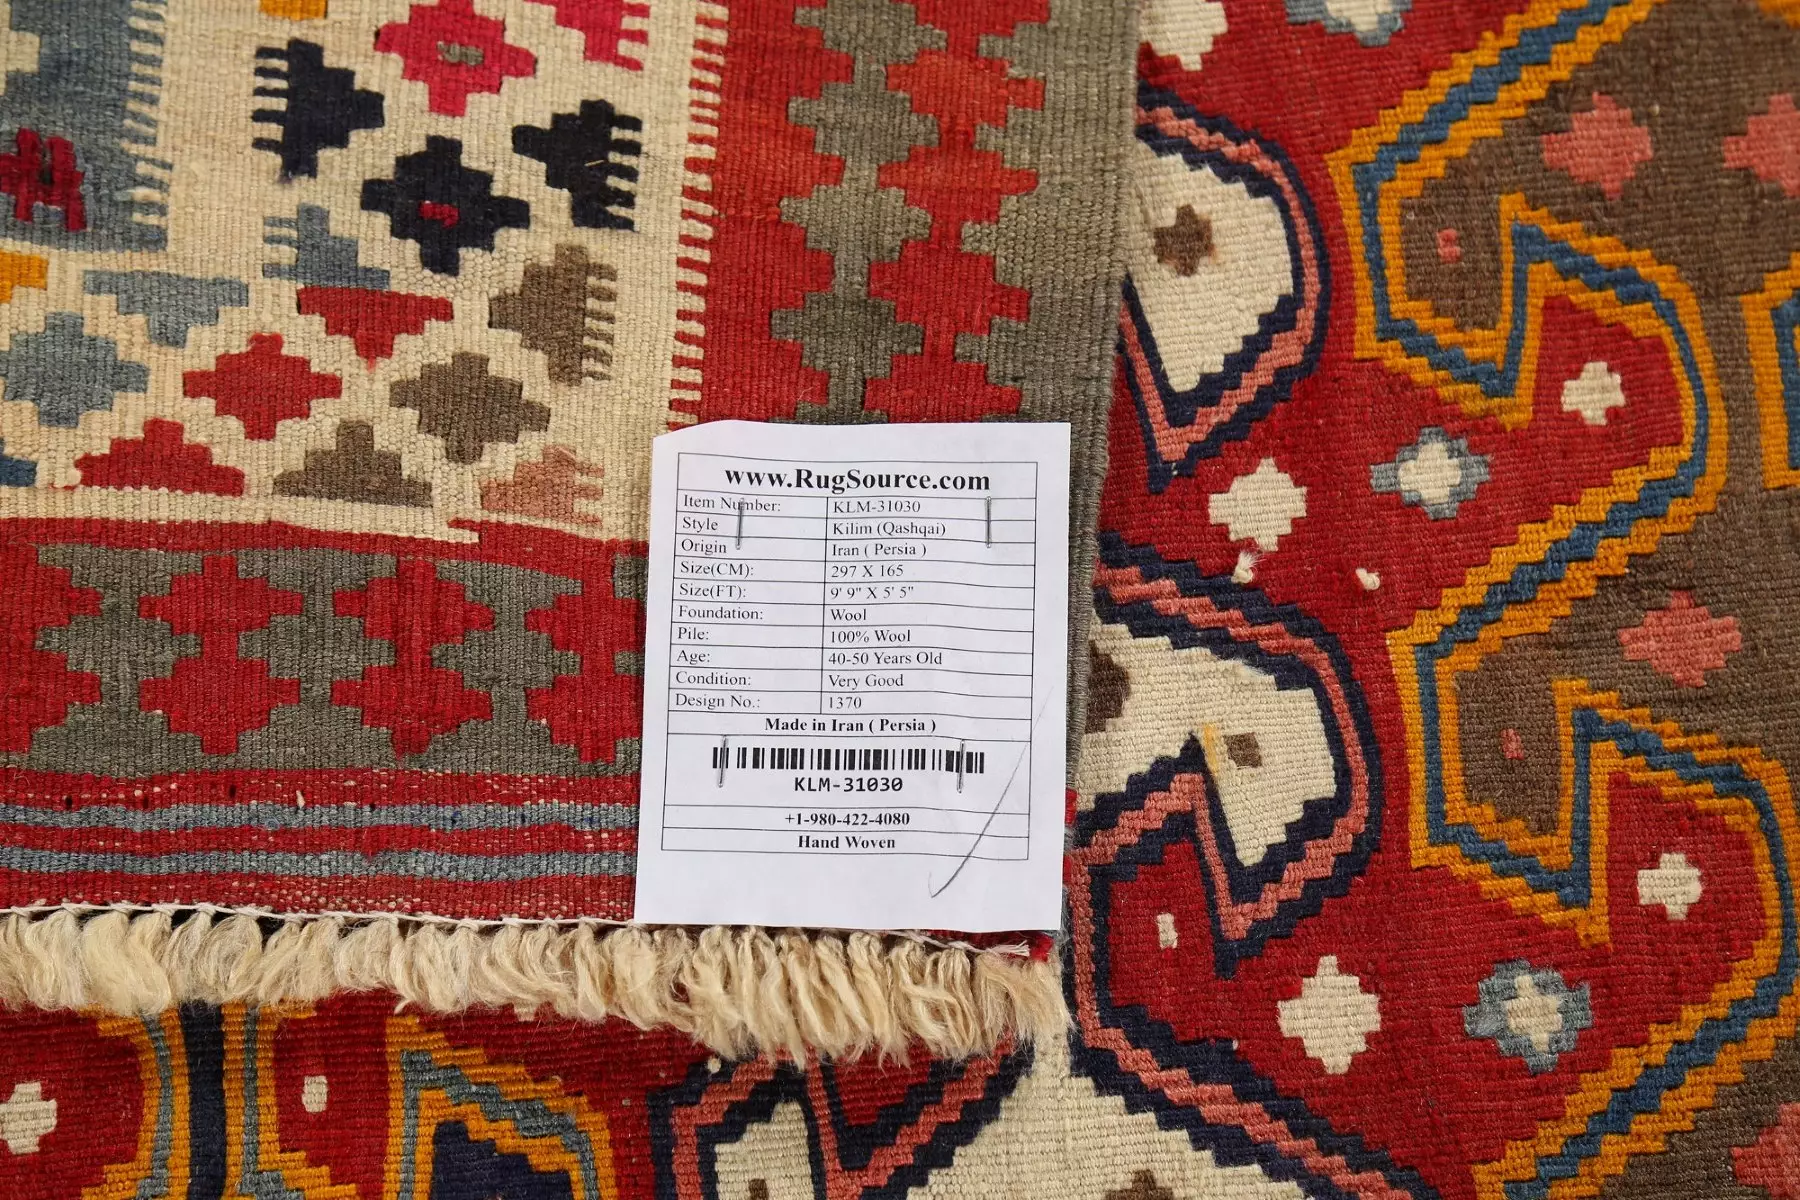 www.RugSource.com
Item Number: KLM-31030
Style Kilim (Qashqai)
Origin Iran ( Persia )
Size(CM): 297 X 165
Size(FT): 9' 9" X 5' 5"
Foundation: Wool
Pile: 100% Wool
Age: 40-50 Years Old
Condition: Very Good
Design No.: 1370
Made in Iran ( Persia )
KLM-31030
+1-980-422-4080
Hand Woven